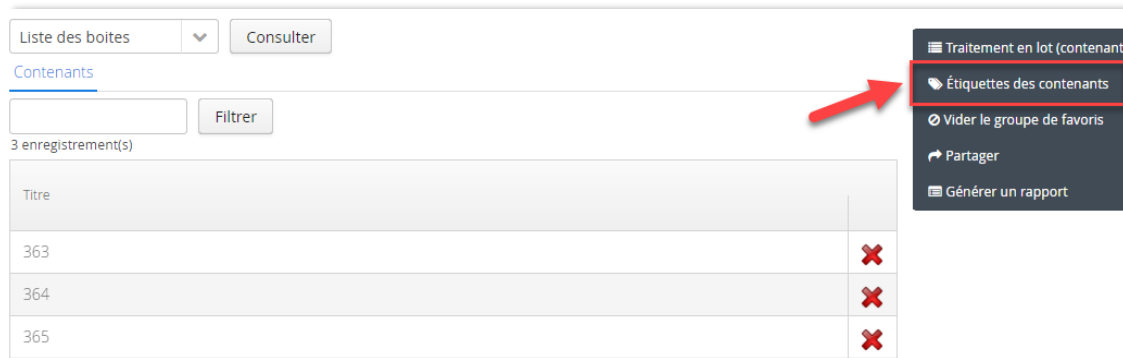 Liste des boites
Consulter
Contenants
Filtrer
3 enregistrement(s)
Titre
363
364
365
Traitement en lot (contenant
Étiquettes des contenants
Vider le groupe de favoris
Partager
Générer un rapport